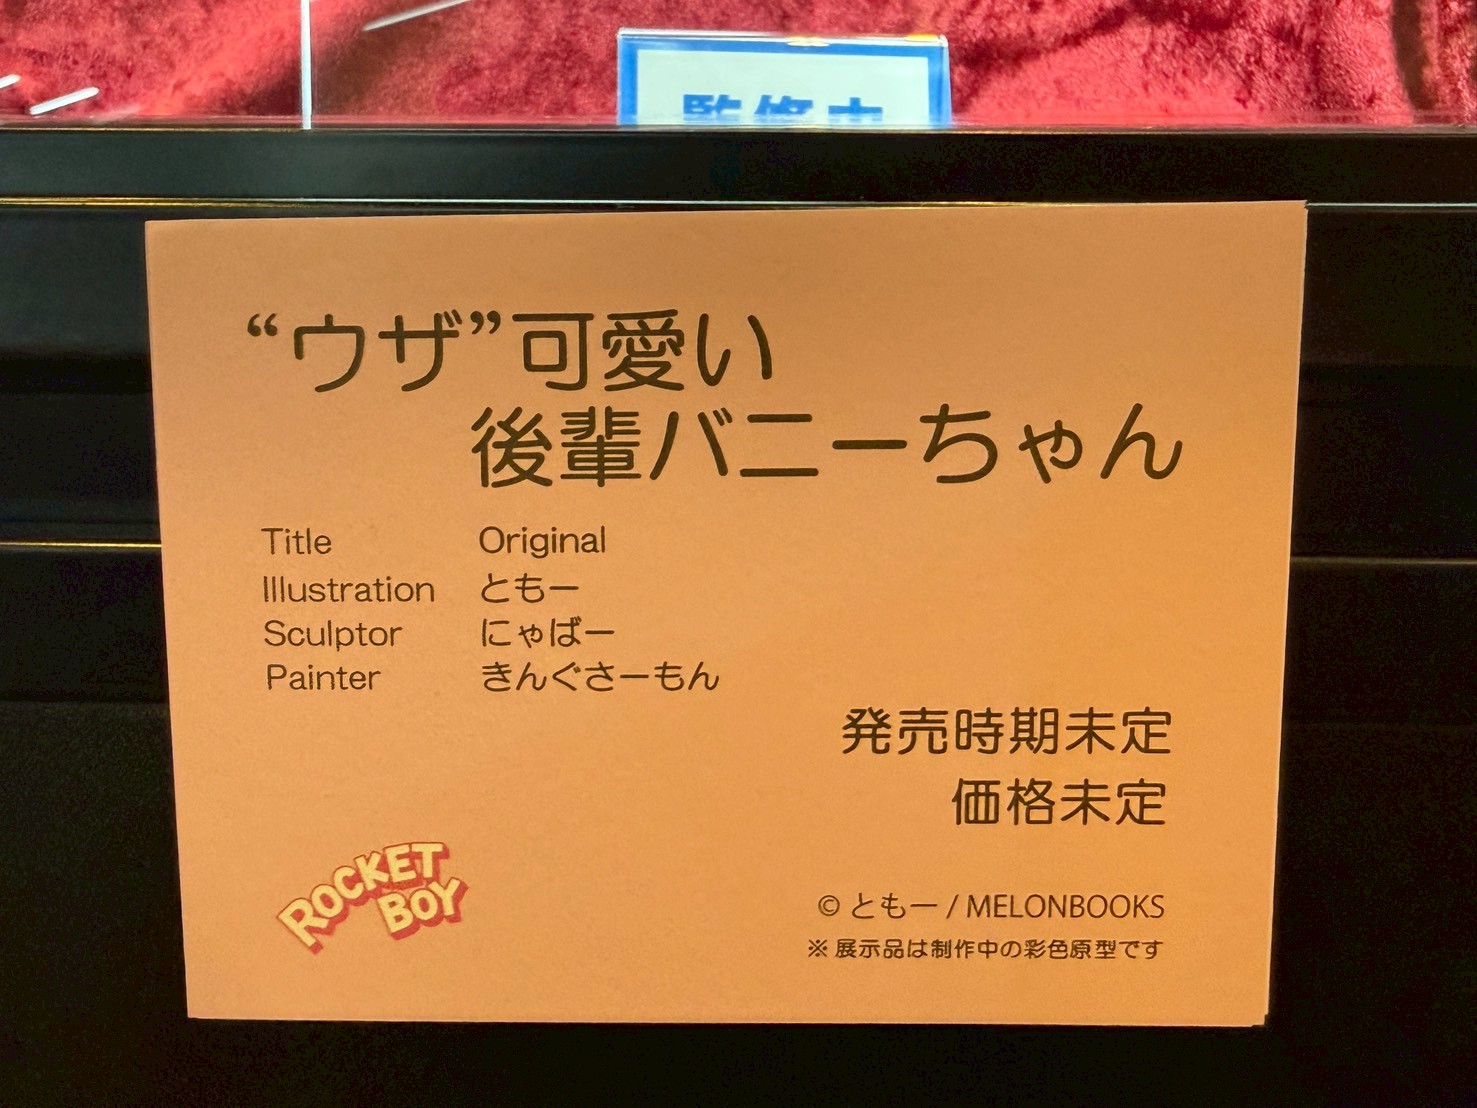 監修中
“ウザ”可愛い
後輩バニーちゃん
Title Original
Illustration ともー
Sculptor にゃばー
Painter きんぐさーもん
発売時期未定
価格未定
ROCKET
BOY
© ともー / MELONBOOKS
※ 展示品は制作中の彩色原型です